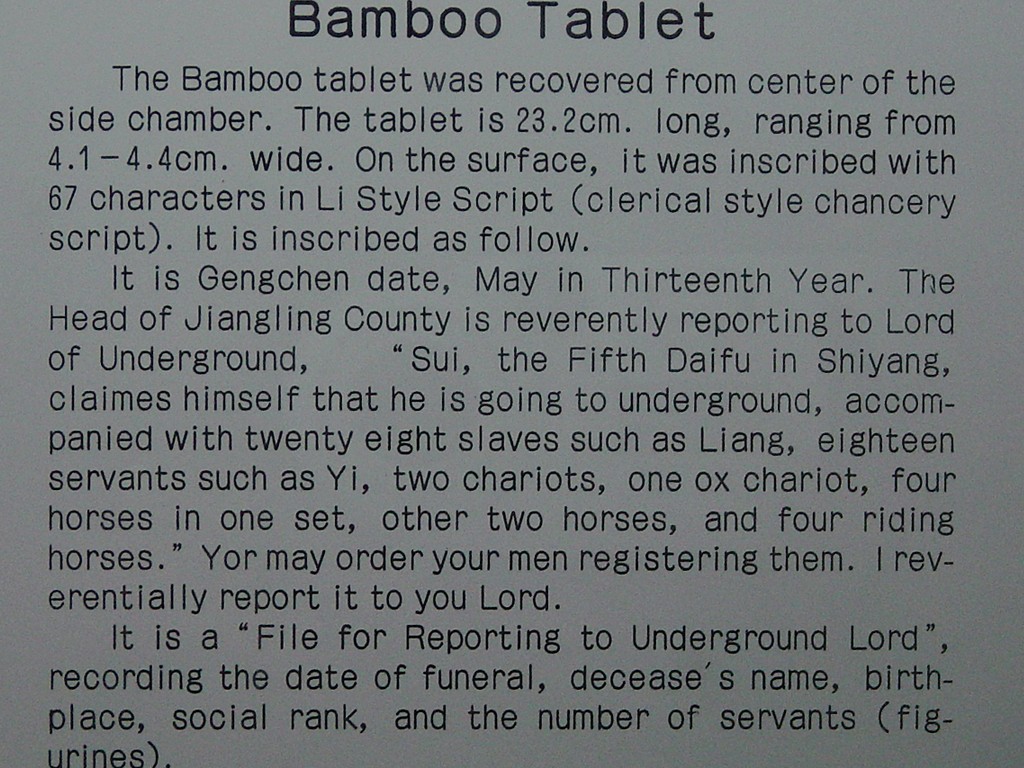 Bamboo Tablet
The Bamboo tablet was recovered from center of the
side chamber. The tablet is 23.2cm. long, ranging from
4.1－4.4cm. wide. On the surface, it was inscribed with
67 characters in Li Style Script (clerical style chancery
script). It is inscribed as follow.
It is Gengchen date, May in Thirteenth Year. The
Head of Jiangling County is reverently reporting to Lord
of Underground, “Sui, the Fifth Daifu in Shiyang,
claimes himself that he is going to underground, accom-
panied with twenty eight slaves such as Liang, eighteen
servants such as Yi, two chariots, one ox chariot, four
horses in one set, other two horses, and four riding
horses.” Yor may order your men registering them. I rev-
erentially report it to you Lord.
It is a “File for Reporting to Underground Lord”,
recording the date of funeral, decease′s name, birth-
place, social rank, and the number of servants (fig-
urines).